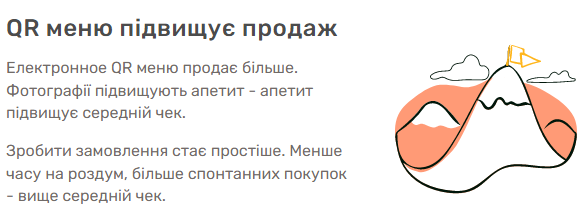 QR меню підвищує продаж
Електронное QR меню продає більше.
Фотографії підвищують апетит - апетит
підвищує середній чек.
Зробити замовлення стає простіше. Менше
часу на роздум, більше спонтанних покупок
- вище середній чек.